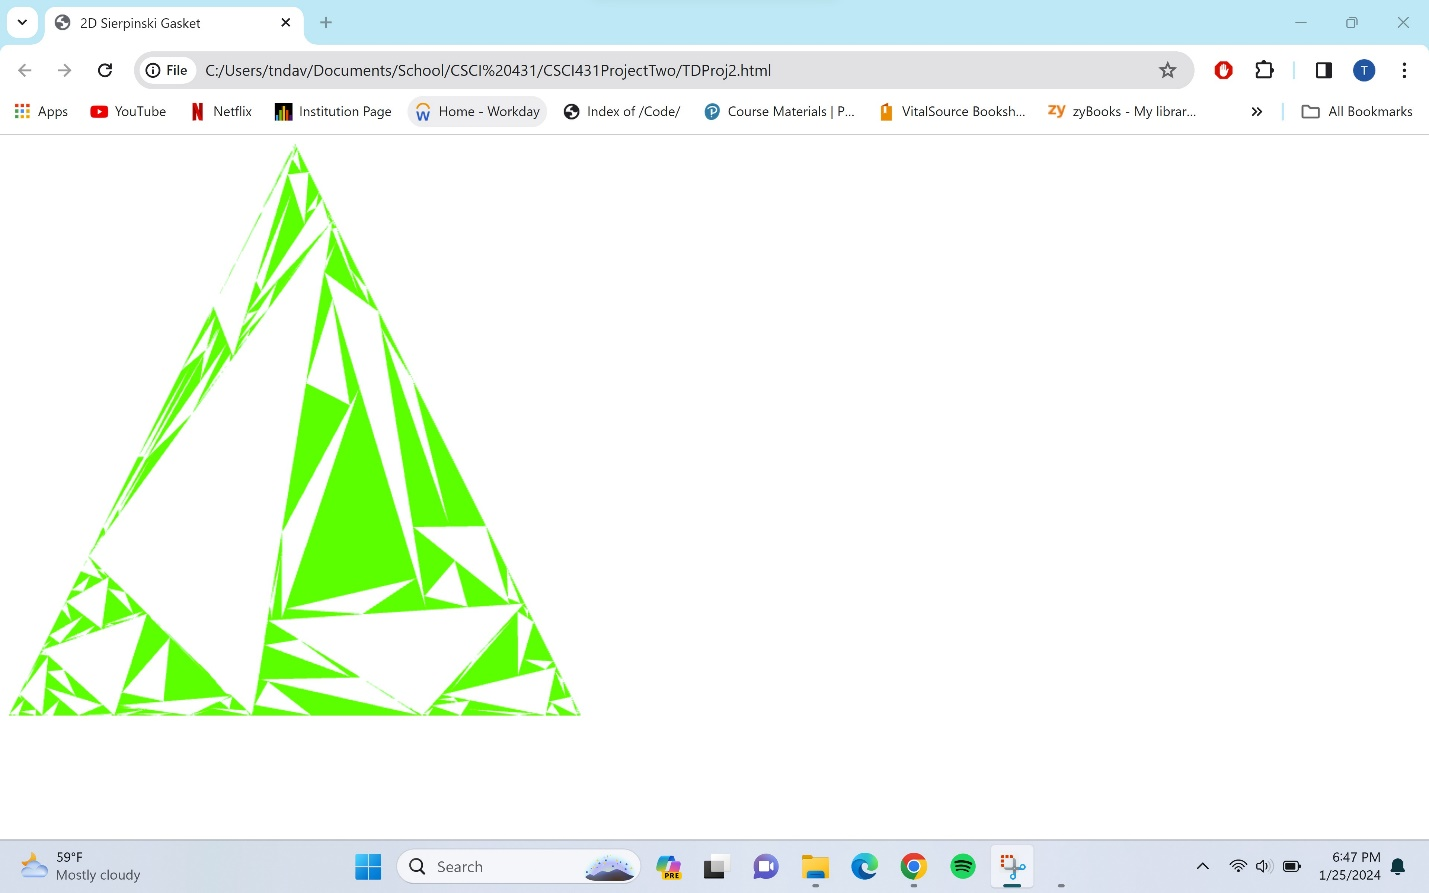 2D Sierpinski Gasket
File C:/Users/tndav/Documents/School/CSCI%20431/CSCI431ProjectTwo/TDProj2.html
T
Apps YouTube Netflix Institution Page Home - Workday Index of /Code/ Course Materials | P... VitalSource Booksh... zy zyBooks - My librar... All Bookmarks
59°F
Mostly cloudy
Search
PRE
6:47 PM
1/25/2024